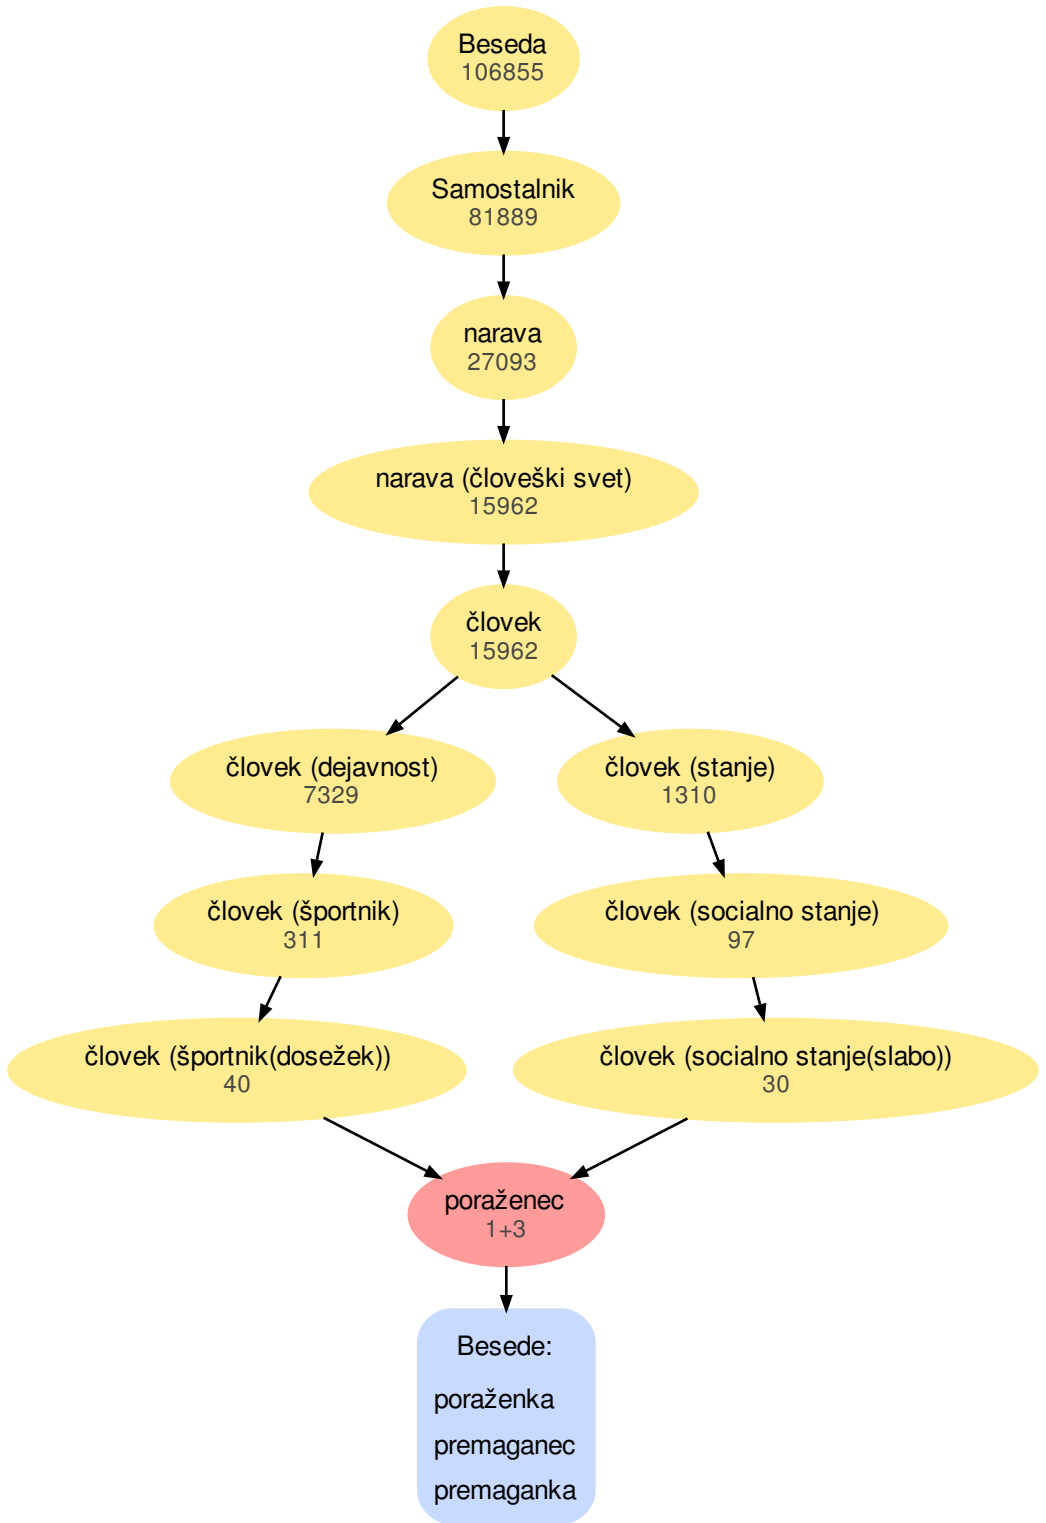 Beseda
106855
Samostalnik
81889
narava
27093
narava (človeški svet)
15962
človek
15962
človek (dejavnost)
7329
človek (stanje)
1310
človek (športnik)
311
človek (socialno stanje)
97
človek (športnik(dosežek))
40
človek (socialno stanje(slabo))
30
poraženec
1+3
Besede:
poraženka
premaganec
premaganka